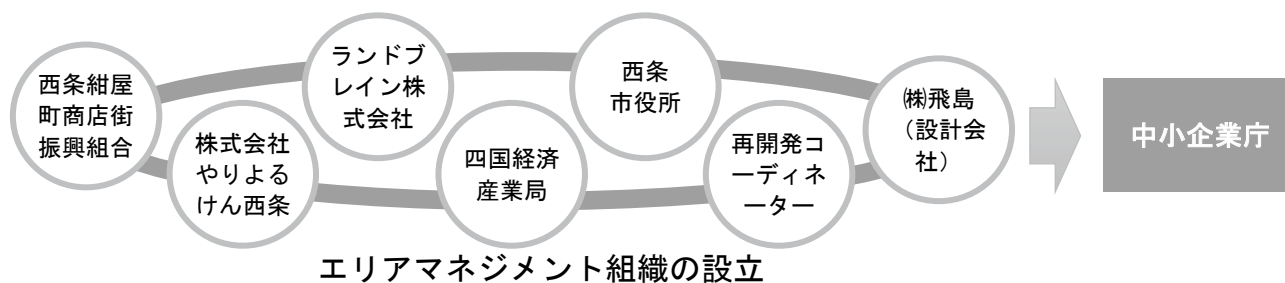 西条紺屋
町商店街
振興組合
株式会社
やりよる
けん西条
ランドブ
レイン株
式会社
四国経済
産業局
西条
市役所
再開発コ
ーディネ
ーター
㈱飛島
（設計会
社）
中小企業庁
エリアマネジメント組織の設立